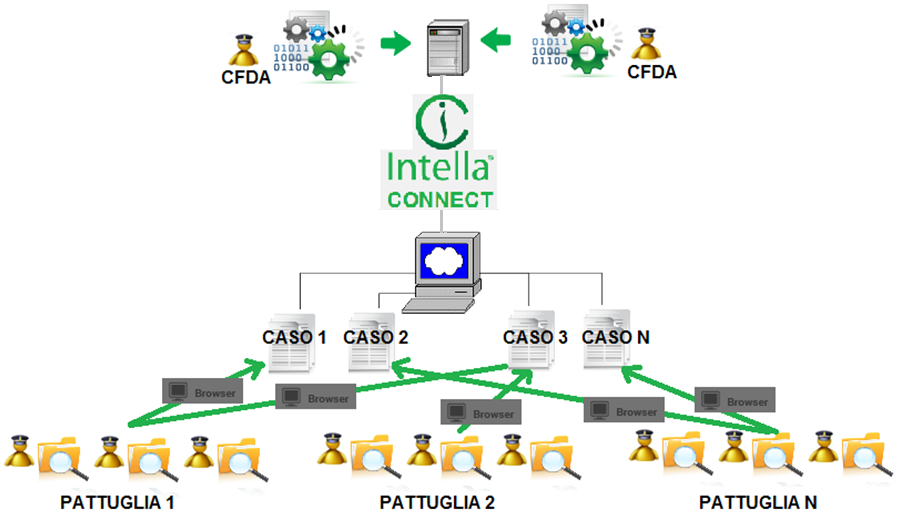 01011
1000
01100
CFDA
01011
1000
01100
CFDA
Intella®
CONNECT
CASO 1
CASO 2
CASO 3
CASO N
Browser
Browser
Browser
Browser
Browser
PATTUGLIA 1
PATTUGLIA 2
PATTUGLIA N